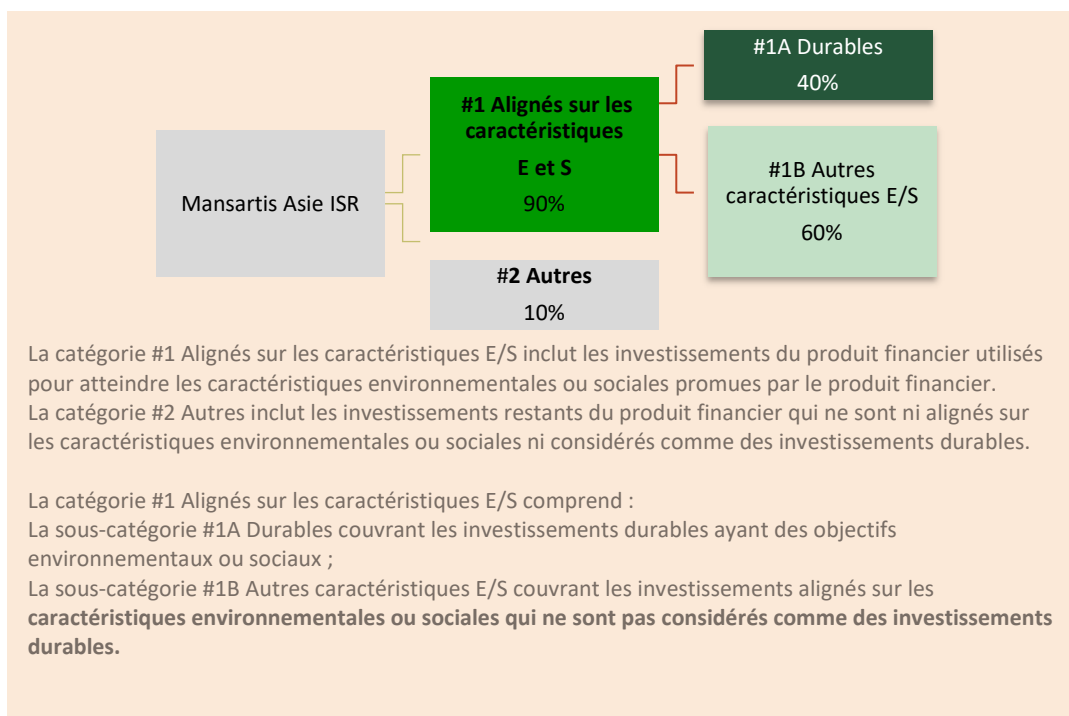 #1A Durables
40%
#1 Alignés sur les
caractéristiques
E et S
90%
Mansartis Asie ISR
#1B Autres
caractéristiques E/S
60%
#2 Autres
10%
La catégorie #1 Alignés sur les caractéristiques E/S inclut les investissements du produit financier utilisés
pour atteindre les caractéristiques environnementales ou sociales promues par le produit financier.
La catégorie #2 Autres inclut les investissements restants du produit financier qui ne sont ni alignés sur
les caractéristiques environnementales ou sociales ni considérés comme des investissements durables.
La catégorie #1 Alignés sur les caractéristiques E/S comprend :
La sous-catégorie #1A Durables couvrant les investissements durables ayant des objectifs
environnementaux ou sociaux ;
La sous-catégorie #1B Autres caractéristiques E/S couvrant les investissements alignés sur les
caractéristiques environnementales ou sociales qui ne sont pas considérés comme des investissements
durables.